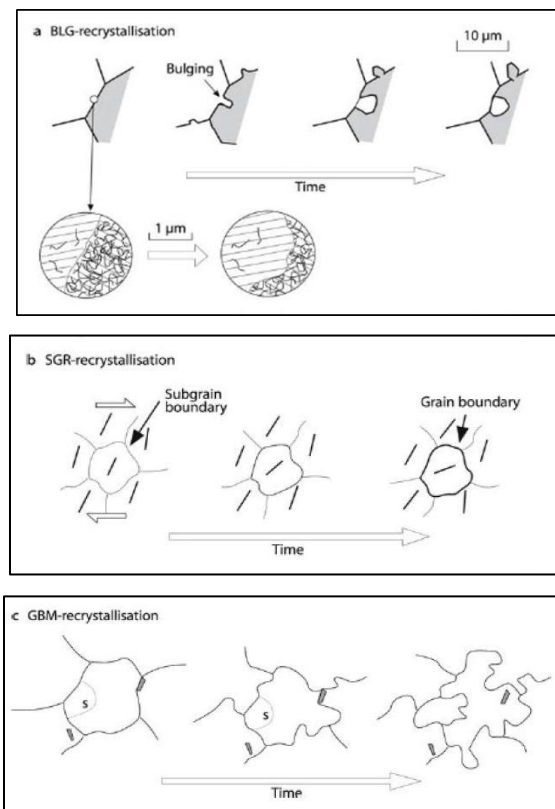 a BLG-recrystallisation
10 µm
Bulging
Time
1 µm
b SGR-recrystallisation
Subgrain
boundary
Grain boundary
Time
c GBM-recrystallisation
s
s
Time